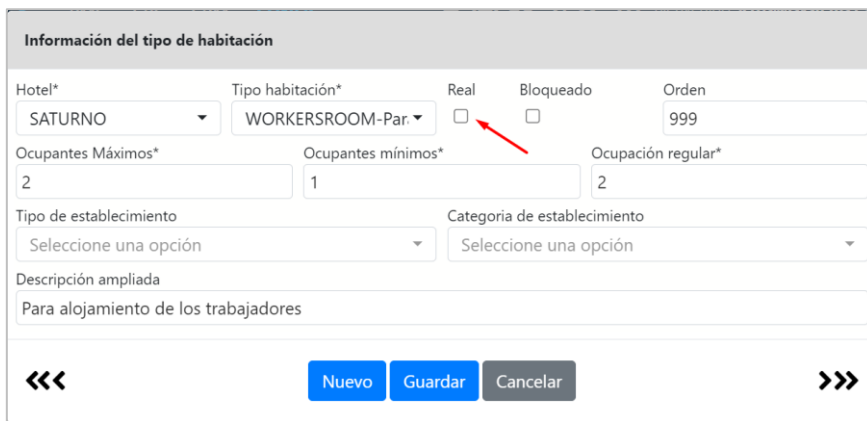 Información del tipo de habitación
Hotel* Tipo habitación* Real Bloqueado Orden
SATURNO WORKERSROOM-Par. 999
Ocupantes Máximos* Ocupantes mínimos* Ocupación regular*
2 1 2
Tipo de establecimiento Categoria de establecimiento
Seleccione una opción Seleccione una opción
Descripción ampliada
Para alojamiento de los trabajadores
Nuevo Guardar Cancelar